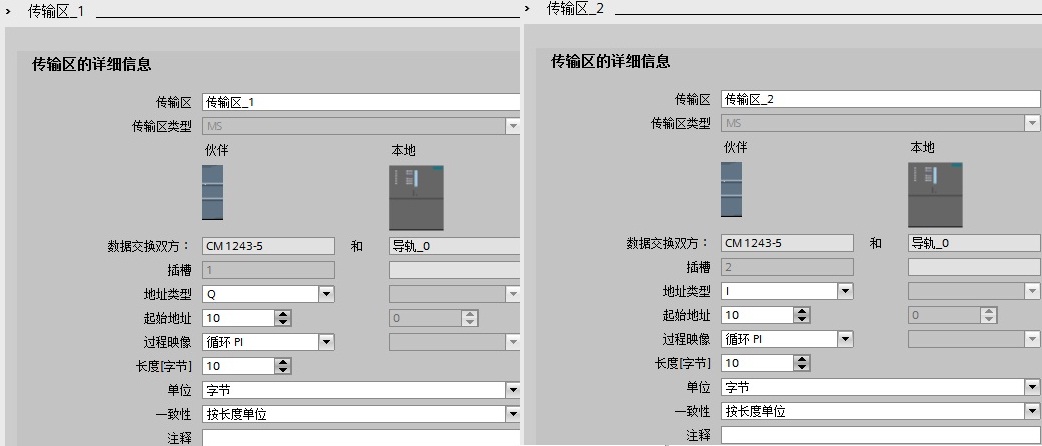 传输区_1
传输区的详细信息
传输区 传输区_1
传输区类型 MS
伙伴 本地
数据交换双方： CM 1243-5 和 导轨_0
插槽 1
地址类型 Q
起始地址 10 0
过程映像 循环 PI
长度[字节] 10
单位 字节
一致性 按长度单位
注释
传输区_2
传输区的详细信息
传输区 传输区_2
传输区类型 MS
伙伴 本地
数据交换双方： CM 1243-5 和 导轨_0
插槽 2
地址类型 I
起始地址 10 0
过程映像 循环 PI
长度[字节] 10
单位 字节
一致性 按长度单位
注释